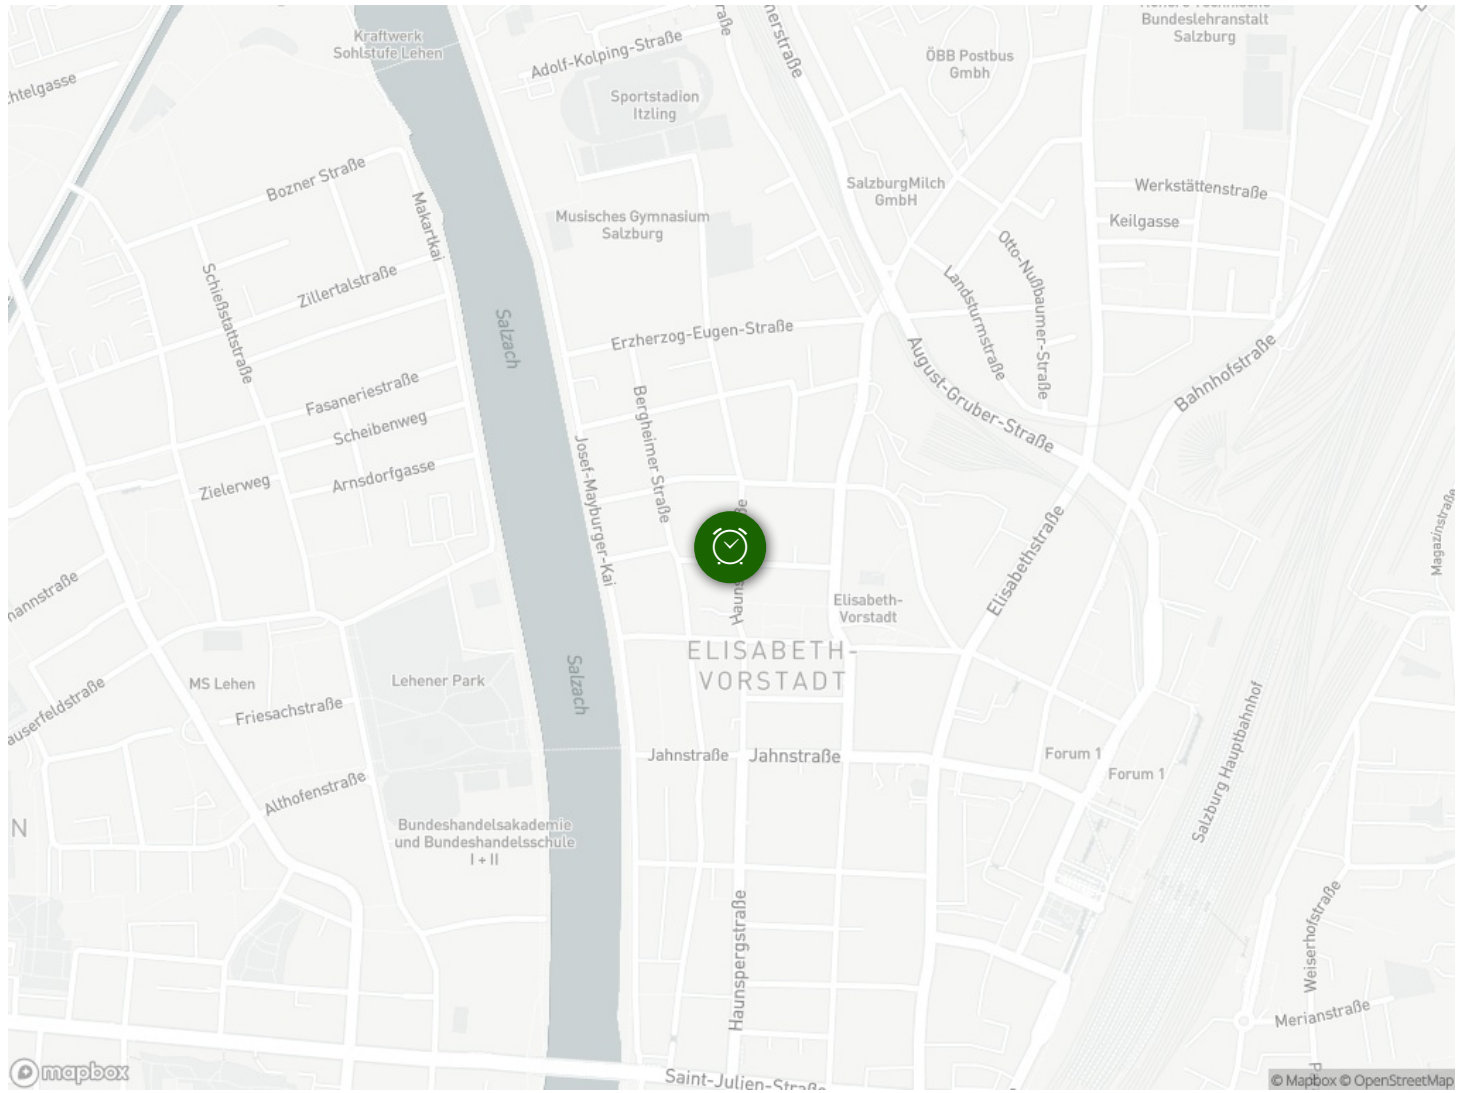 Kraftwerk
Sohlstufe Lehen
Adolf-Kolping-Straße
Sportstadion
Itzling
ÖBB Postbus
Gmbh
Bundeslehranstalt
Salzburg
Bozner Straße
Makartkai
Musisches Gymnasium
Salzburg
SalzburgMilch
GmbH
Werkstättenstraße
Keilgasse
Otto-Nußbaumer-Straße
Landsturmstraße
Schießstattstraße
Zillertalstraße
Salzach
Erzherzog-Eugen-Straße
August-Gruber-Straße
Bahnhofstraße
Fasaneriestraße
Scheibenweg
Bergheimer Straße
Josef-Mayburger-Kai
Zielerweg
Arnsdorfgasse
Elisabethstraße
Magazinstraße
Elisabeth-
Vorstadt
ELISABETH-
VORSTADT
MS Lehen
Lehener Park
Salzach
Friesachstraße
Jahnstraße
Jahnstraße
Forum 1
Forum 1
Salzburg Hauptbahnhof
Althofenstraße
Bundeshandelsakademie
und Bundeshandelsschule
I + II
N
Haunspergstraße
Weiserhofstraße
Merianstraße
Saint-Julien-Straße
mapbox
© Mapbox © OpenStreetMap